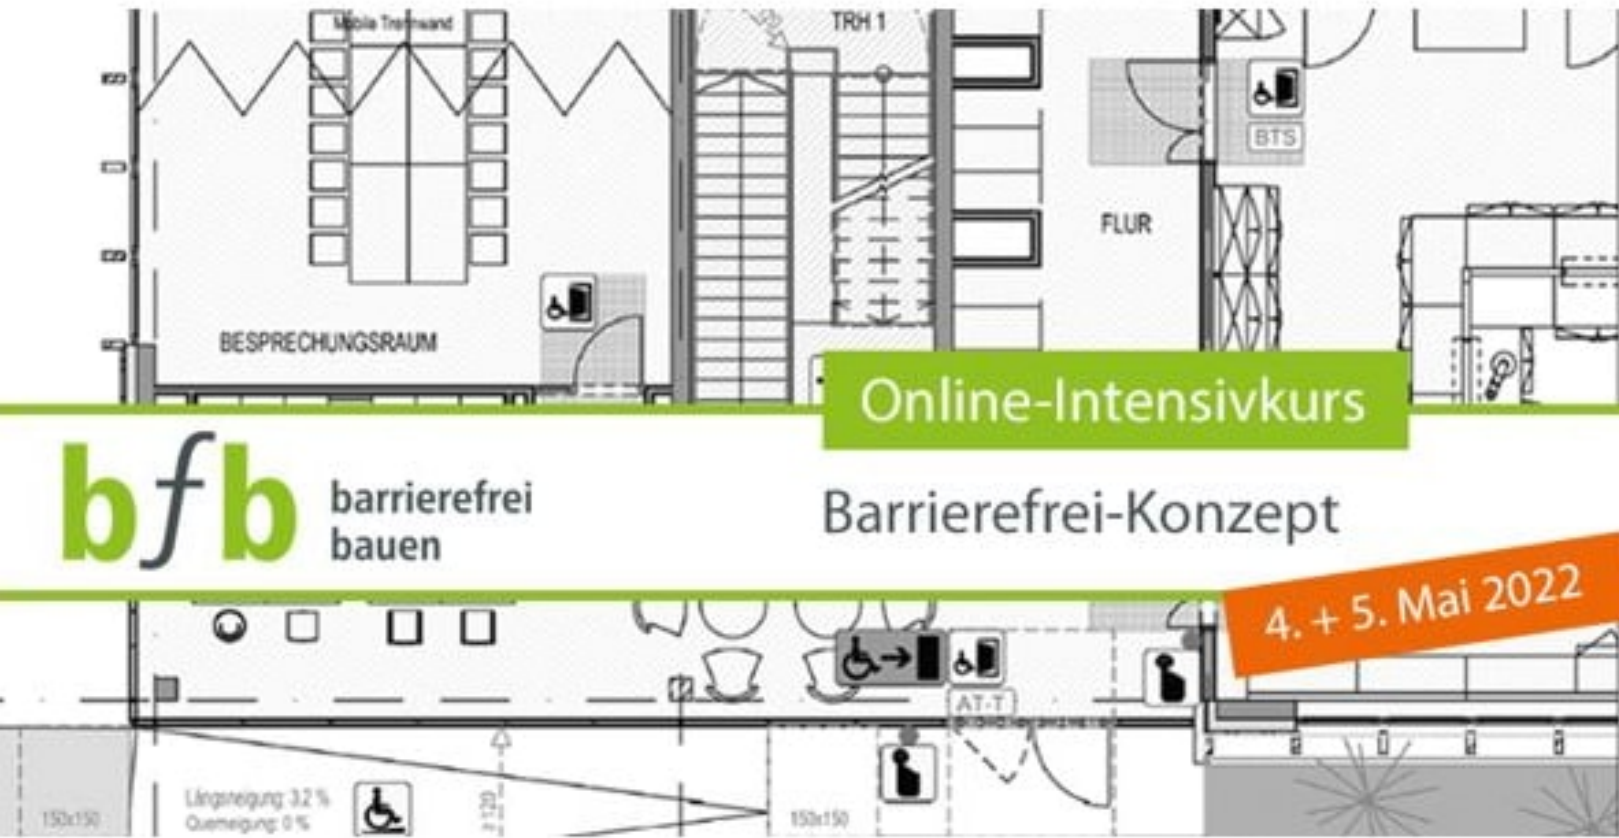 Mobile Trennwand
TRH 1
BTS
FLUR
BESPRECHUNGSRAUM
Online-Intensivkurs
bfb
barrierefrei
bauen
Barrierefrei-Konzept
4. + 5. Mai 2022
AT-T
Längsneigung: 3,2 %
Querneigung: 0 %
150x150
150x150